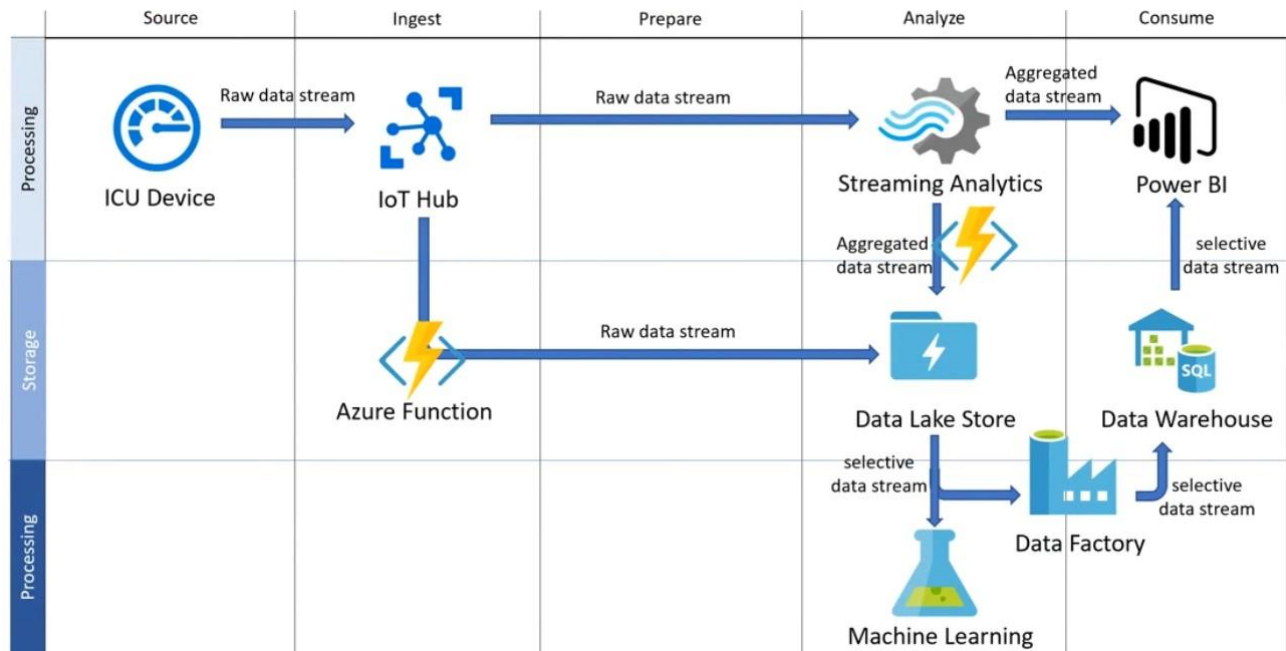 Source
Ingest
Prepare
Analyze
Consume
Processing
Raw data stream
Raw data stream
Aggregated
data stream
ICU Device
IoT Hub
Streaming Analytics
Power BI
Aggregated
data stream
selective
data stream
Storage
Raw data stream
Azure Function
Data Lake Store
SQL
Data Warehouse
Processing
selective
data stream
selective
data stream
Data Factory
Machine Learning